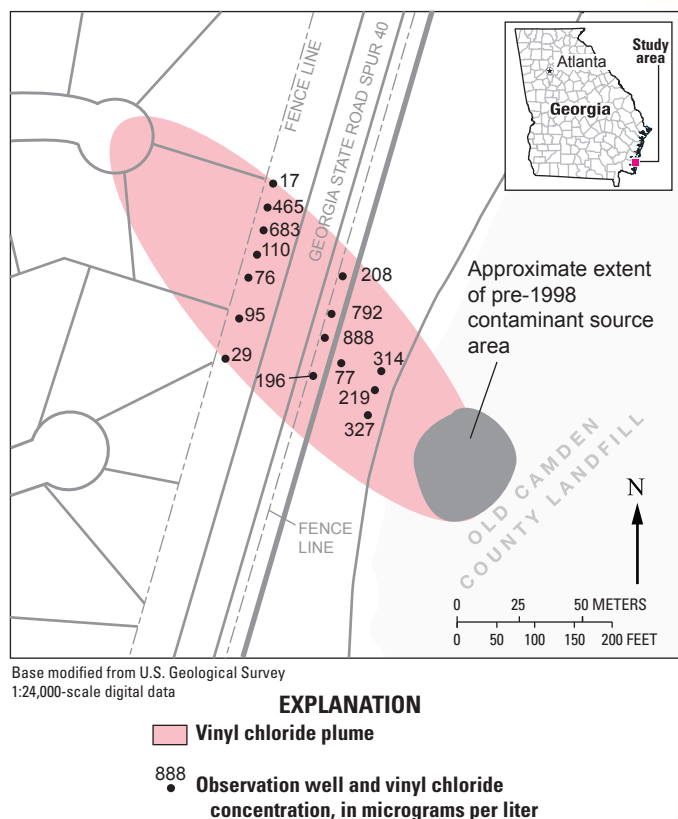 Study
area
Atlanta
Georgia
FENCE LINE
GEORGIA STATE ROAD SPUR 40
17
465
683
110
76
95
29
208
792
888
77
314
196
219
327
Approximate extent
of pre-1998
contaminant source
area
OLD CAMDEN
COUNTY LANDFILL
FENCE
LINE
N
0 25 50 METERS
0 50 100 150 200 FEET
Base modified from U.S. Geological Survey
1:24,000-scale digital data
EXPLANATION
Vinyl chloride plume
888
Observation well and vinyl chloride
concentration, in micrograms per liter